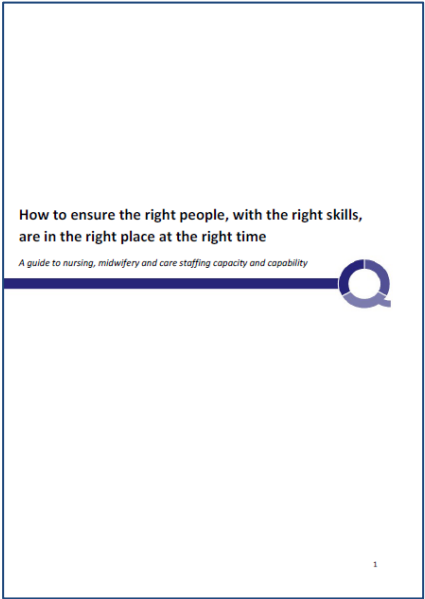 How to ensure the right people, with the right skills,
are in the right place at the right time
A guide to nursing, midwifery and care staffing capacity and capability
Q
1